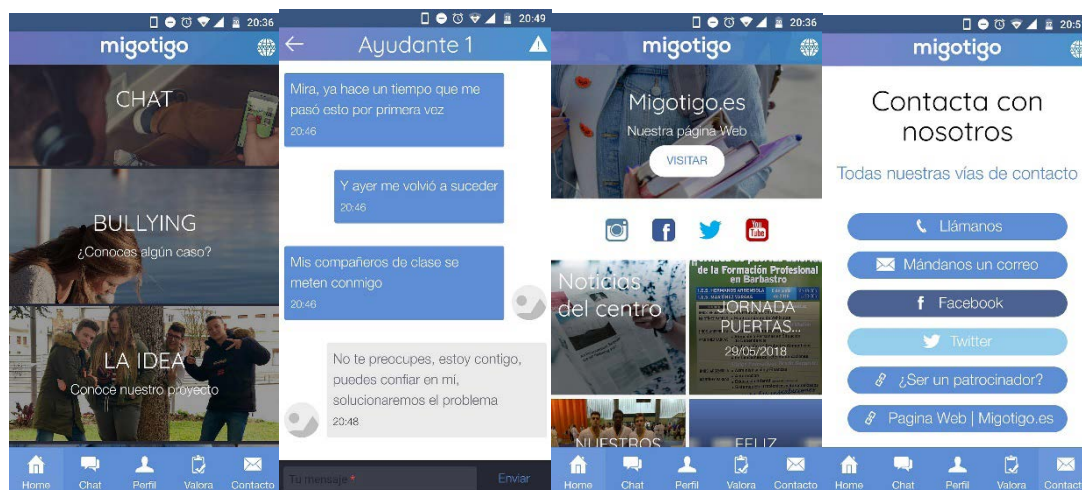 20:36
migotigo
CHAT
BULLYING
¿Conoces algún caso?
LA IDEA
Conoce nuestro proyecto
Home Chat Perfil Valora Contacto
20:49
Ayudante 1
Mira, ya hace un tiempo que me
pasó esto por primera vez
20:46
Y ayer me volvió a suceder
20:46
Mis compañeros de clase se
meten conmigo
20:46
No te preocupes, estoy contigo,
puedes confiar en mí,
solucionaremos el problema
20:48
Tu mensaje *
Enviar
20:36
migotigo
Migotigo.es
Nuestra página Web
VISITAR
You
Tube
Noticias
del centro
de la Formación Profesional
en Barbastro
JORNADA
PUERTAS...
29/05/2018
NUESTROS
FELIZ
Home Chat Perfil Valora Contacto
20:5
migotigo
Contacta con
nosotros
Todas nuestras vías de contacto
Llámanos
Mándanos un correo
Facebook
Twitter
¿Ser un patrocinador?
Pagina Web | Migotigo.es
Home Chat Perfil Valora Contact